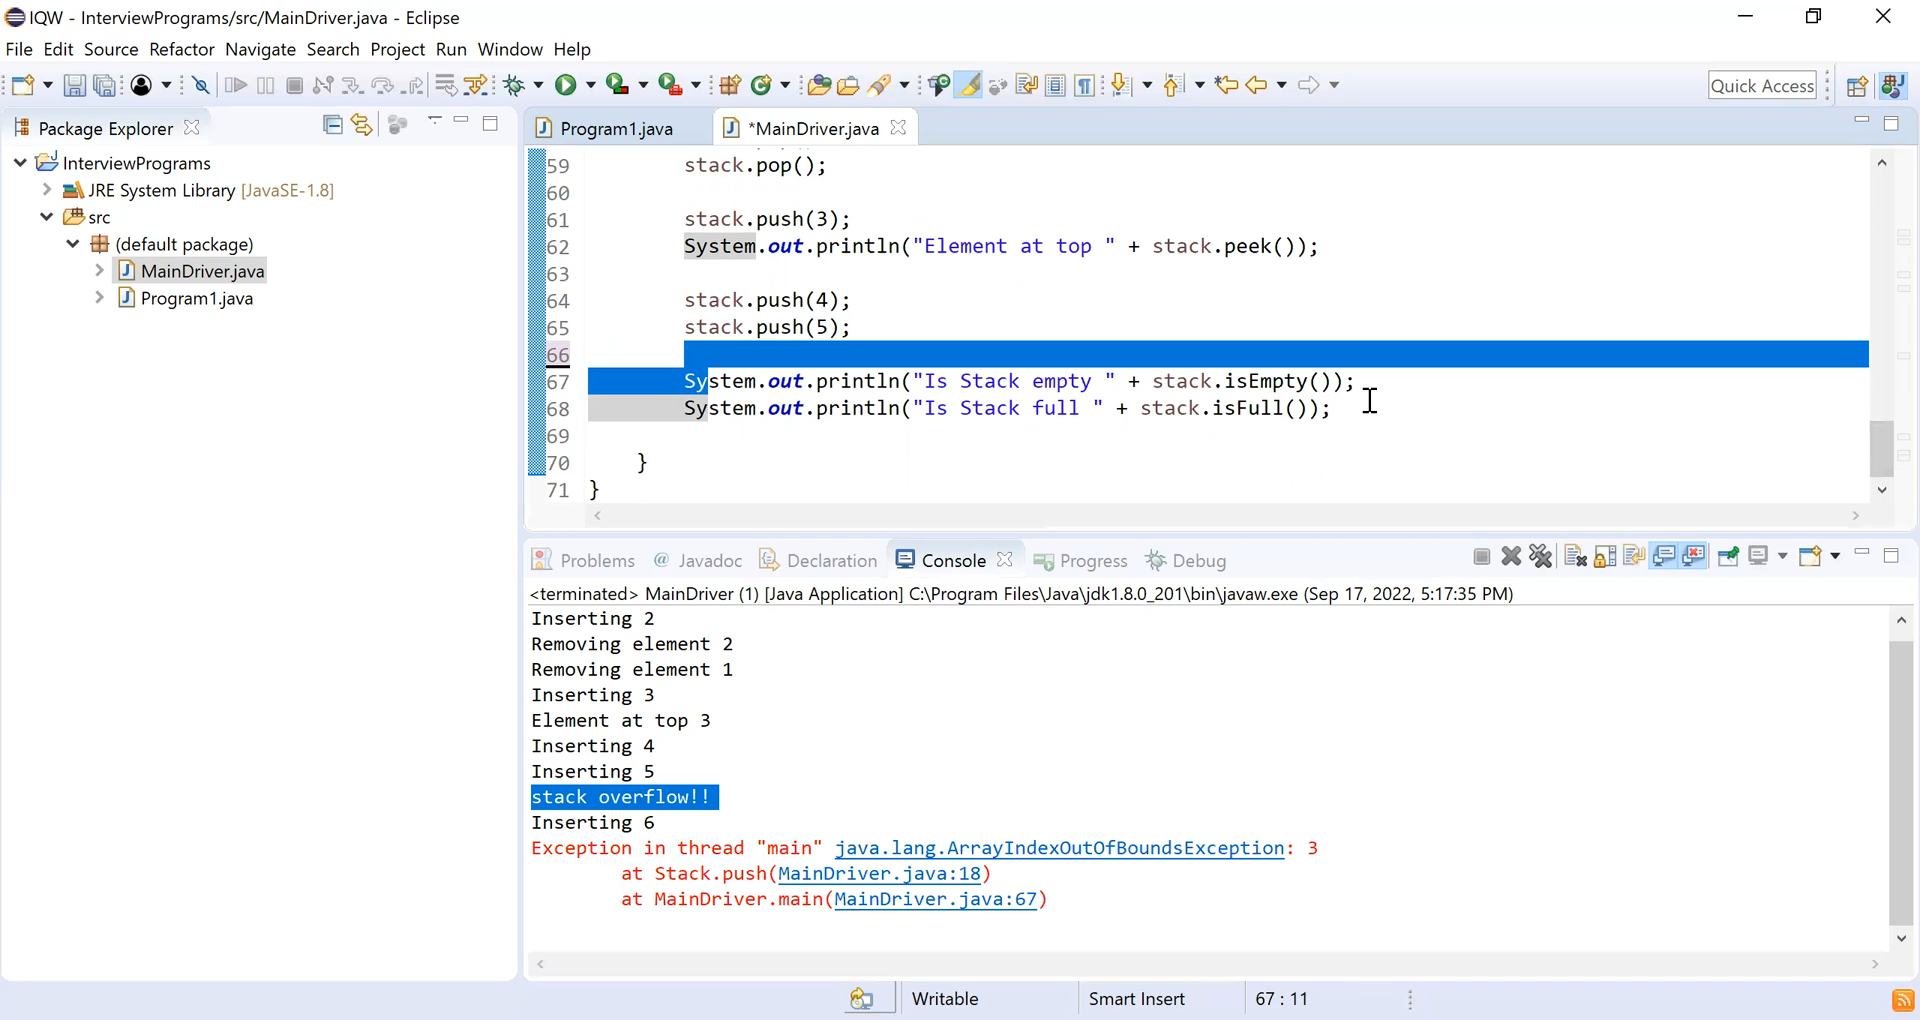 IQW - InterviewPrograms/src/MainDriver.java - Eclipse
File Edit Source Refactor Navigate Search Project Run Window Help
Quick Access
Package Explorer
InterviewPrograms
JRE System Library [JavaSE-1.8]
src
(default package)
MainDriver.java
Program1.java
Program1.java *MainDriver.java
59 stack.pop();
60
61 stack.push(3);
62 System.out.println("Element at top " + stack.peek());
63
64 stack.push(4);
65 stack.push(5);
66
67 System.out.println("Is Stack empty " + stack.isEmpty());
68 System.out.println("Is Stack full " + stack.isFull());
69
70 }
71 }
Problems @ Javadoc Declaration Console Progress Debug
<terminated> MainDriver (1) [Java Application] C:\Program Files\Java\jdk1.8.0_201\bin\javaw.exe (Sep 17, 2022, 5:17:35 PM)
Inserting 2
Removing element 2
Removing element 1
Inserting 3
Element at top 3
Inserting 4
Inserting 5
stack overflow!!
Inserting 6
Exception in thread "main" java.lang.ArrayIndexOutOfBoundsException: 3
at Stack.push(MainDriver.java:18)
at MainDriver.main(MainDriver.java:67)
Writable Smart Insert 67 : 11